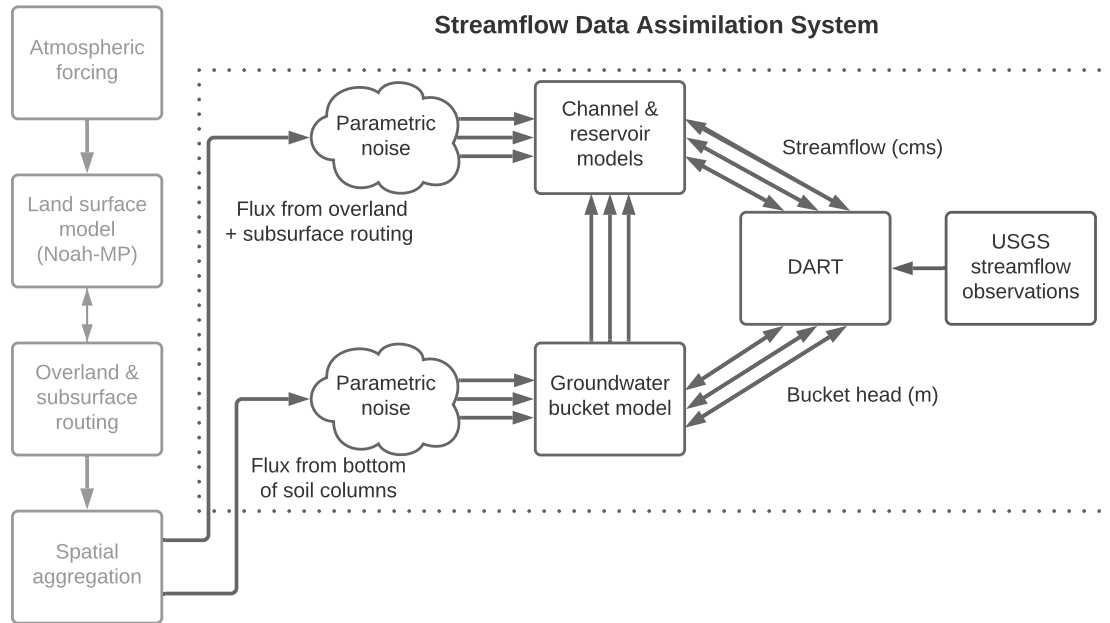 Streamflow Data Assimilation System
Atmospheric
forcing
Land surface
model
(Noah-MP)
Overland &
subsurface
routing
Spatial
aggregation
Parametric
noise
Flux from overland
+ subsurface routing
Parametric
noise
Flux from bottom
of soil columns
Channel &
reservoir
models
Groundwater
bucket model
Streamflow (cms)
DART
Bucket head (m)
USGS
streamflow
observations